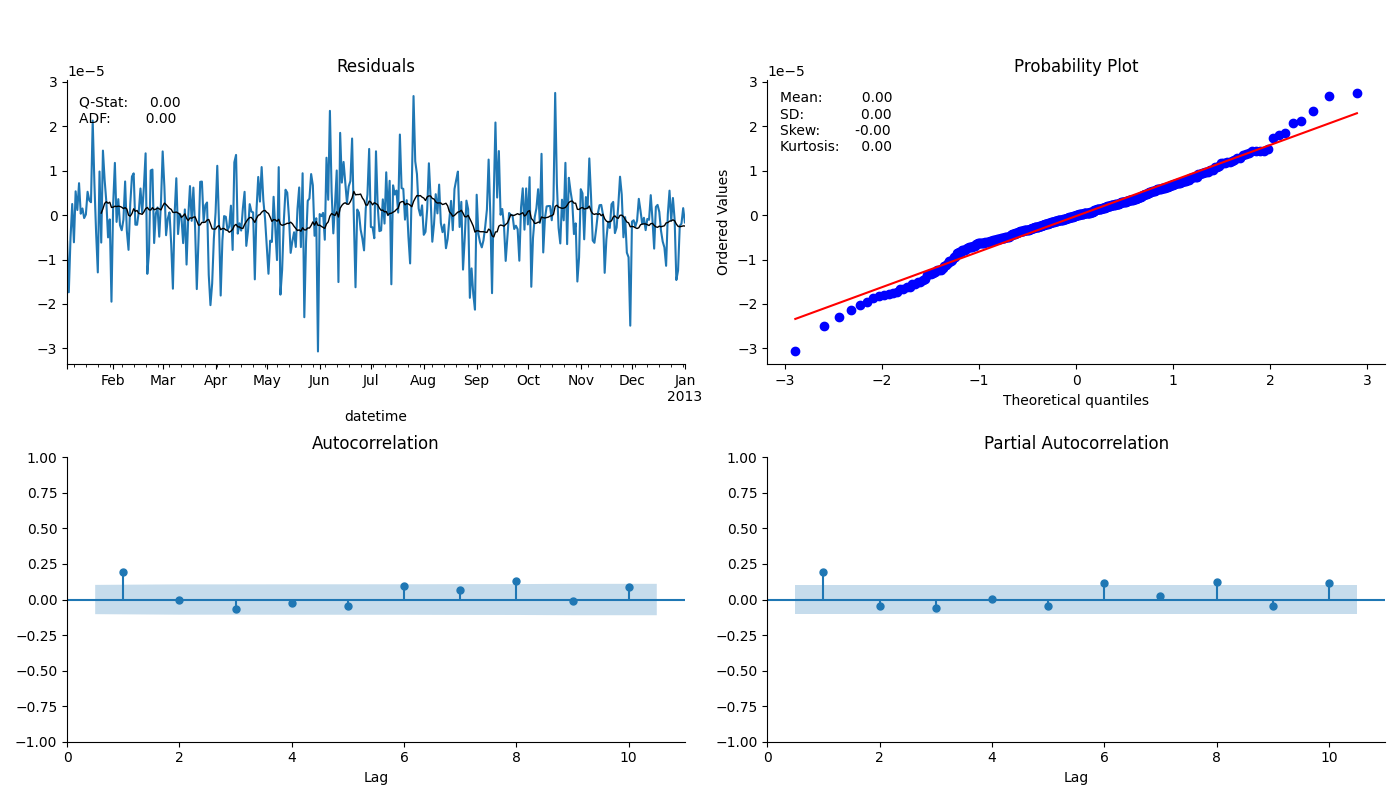 Residuals
1e−5
Q-Stat: 0.00
ADF: 0.00
3
2
1
0
−1
−2
−3
Feb Mar Apr May Jun Jul Aug Sep Oct Nov Dec Jan
2013
datetime
Probability Plot
1e−5
Mean: 0.00
SD: 0.00
Skew: -0.00
Kurtosis: 0.00
Ordered Values
3
2
1
0
−1
−2
−3
−3 −2 −1 0 1 2 3
Theoretical quantiles
Autocorrelation
1.00
0.75
0.50
0.25
0.00
−0.25
−0.50
−0.75
−1.00
0 2 4 6 8 10
Lag
Partial Autocorrelation
1.00
0.75
0.50
0.25
0.00
−0.25
−0.50
−0.75
−1.00
0 2 4 6 8 10
Lag